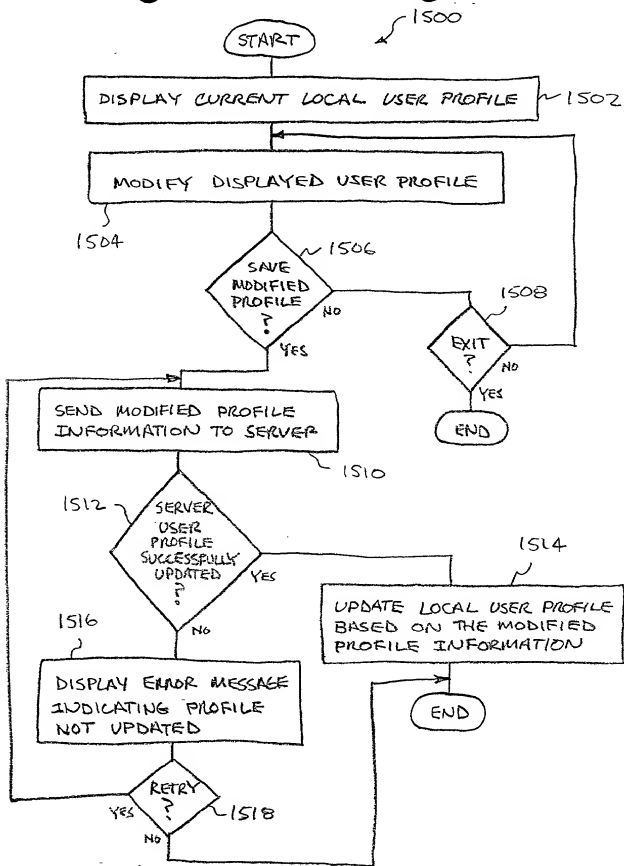 1500
START
DISPLAY CURRENT LOCAL USER PROFILE
1502
MODIFY DISPLAYED USER PROFILE
1504
1506
SAVE
MODIFIED
PROFILE
?
NO
YES
1508
EXIT
?
NO
YES
END
SEND MODIFIED PROFILE
INFORMATION TO SERVER
1510
1512
SERVER
USER
PROFILE
SUCCESSFULLY
UPDATED
?
YES
NO
1514
UPDATE LOCAL USER PROFILE
BASED ON THE MODIFIED
PROFILE INFORMATION
END
1516
DISPLAY ERROR MESSAGE
INDICATING PROFILE
NOT UPDATED
RETRY
?
YES
NO
1518